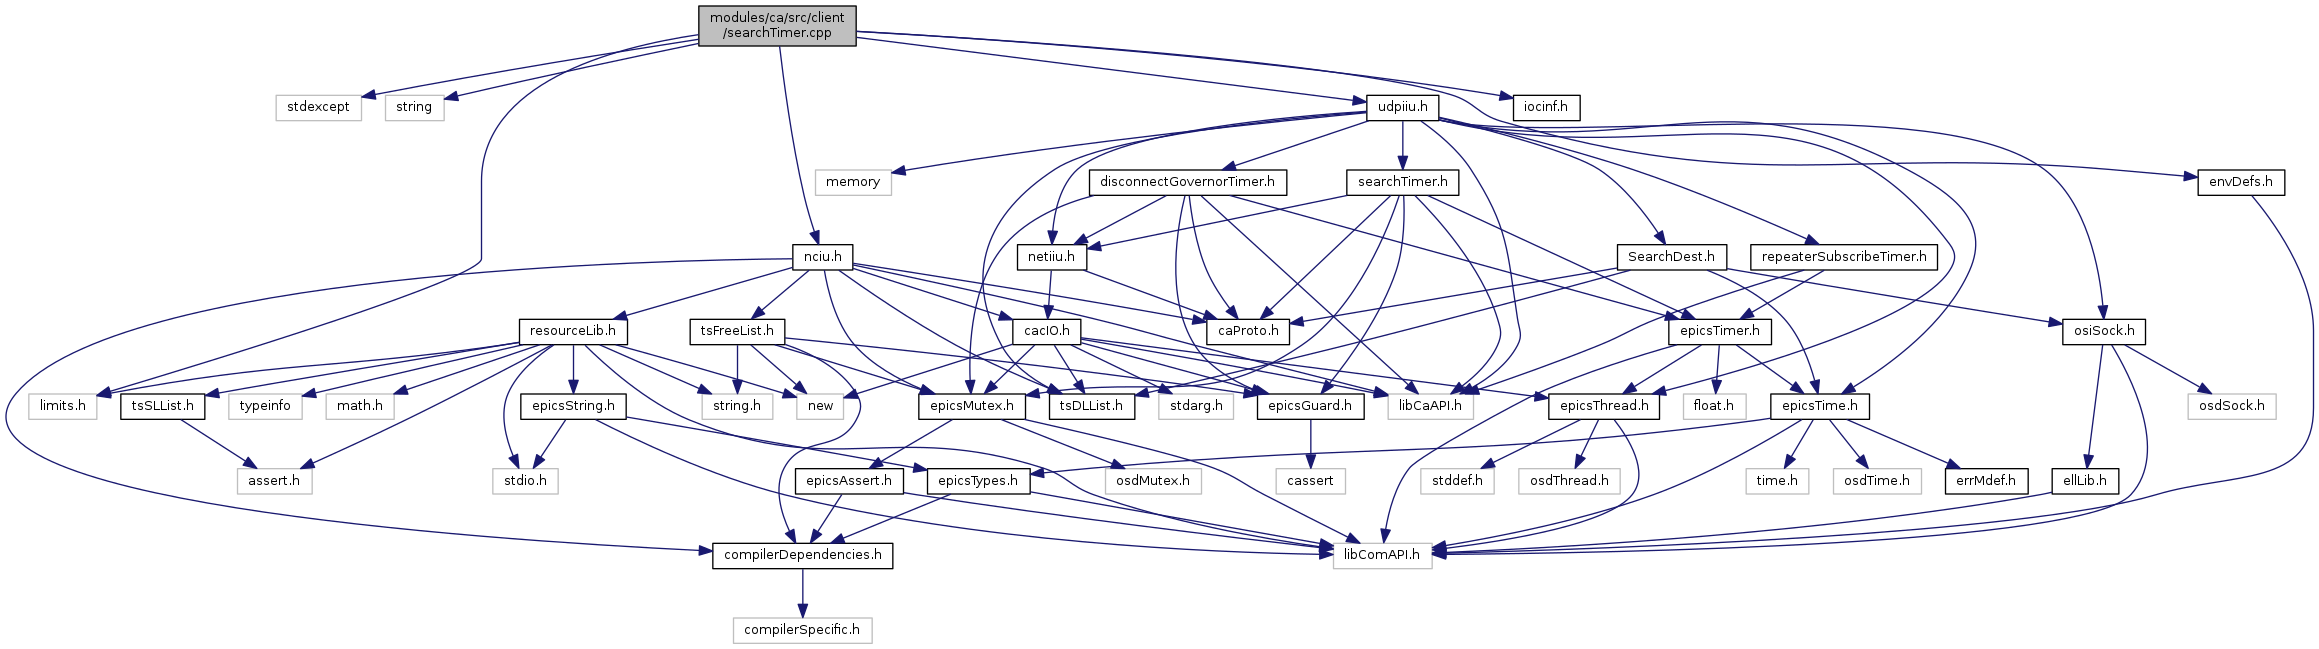 modules/ca/src/client
/searchTimer.cpp
stdexcept
string
udpiiu.h
iocinf.h
memory
disconnectGovernorTimer.h
searchTimer.h
envDefs.h
nciu.h
netiiu.h
SearchDest.h
repeaterSubscribeTimer.h
resourceLib.h
tsFreeList.h
cacIO.h
caProto.h
epicsTimer.h
osiSock.h
limits.h
tsSLList.h
typeinfo
math.h
epicsString.h
string.h
new
epicsMutex.h
tsDLList.h
stdarg.h
epicsGuard.h
libCaAPI.h
epicsThread.h
float.h
epicsTime.h
osdSock.h
assert.h
stdio.h
epicsAssert.h
epicsTypes.h
osdMutex.h
cassert
stddef.h
osdThread.h
time.h
osdTime.h
errMdef.h
ellLib.h
compilerDependencies.h
libComAPI.h
compilerSpecific.h